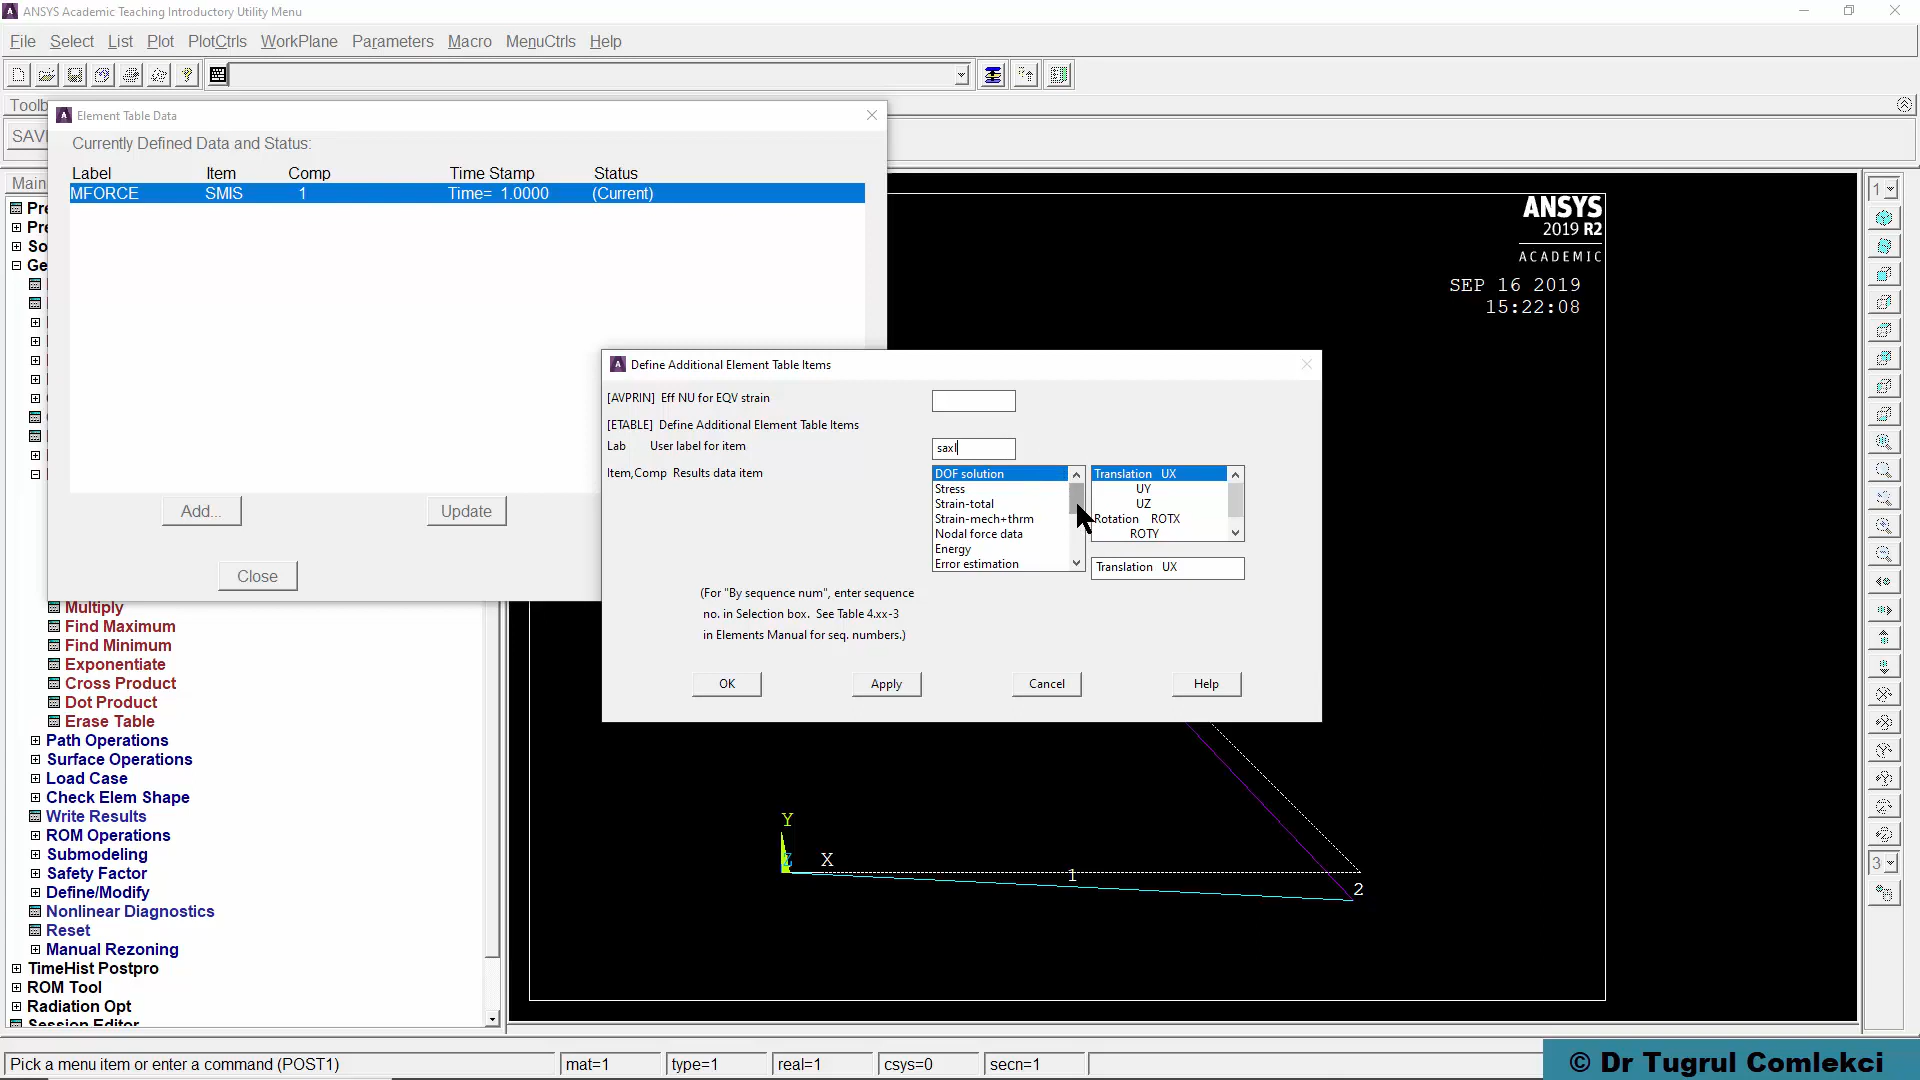 ANSYS Academic Teaching Introductory Utility Menu
File Select List Plot PlotCtrls WorkPlane Parameters Macro MenuCtrls Help
Element Table Data
Currently Defined Data and Status:
Label Item Comp Time Stamp Status
MFORCE SMIS 1 Time= 1.0000 (Current)
Add... Update
Close
Define Additional Element Table Items
[AVPRIN] Eff NU for EQV strain
[ETABLE] Define Additional Element Table Items
Lab User label for item saxl
Item,Comp Results data item
DOF solution
Stress
Strain-total
Strain-mech+thrm
Nodal force data
Energy
Error estimation
Translation UX
UY
UZ
Rotation ROTX
ROTY
Translation UX
(For "By sequence num", enter sequence
no. in Selection box. See Table 4.xx-3
in Elements Manual for seq. numbers.)
OK Apply Cancel Help
Multiply
Find Maximum
Find Minimum
Exponentiate
Cross Product
Dot Product
Erase Table
Path Operations
Surface Operations
Load Case
Check Elem Shape
Write Results
ROM Operations
Submodeling
Safety Factor
Define/Modify
Nonlinear Diagnostics
Reset
Manual Rezoning
TimeHist Postpro
ROM Tool
Radiation Opt
Session Editor
ANSYS
2019 R2
ACADEMIC
SEP 16 2019
15:22:08
Y
Z X
1
2
1
3
Pick a menu item or enter a command (POST1) mat=1 type=1 real=1 csys=0 secn=1
© Dr Tugrul Comlekci